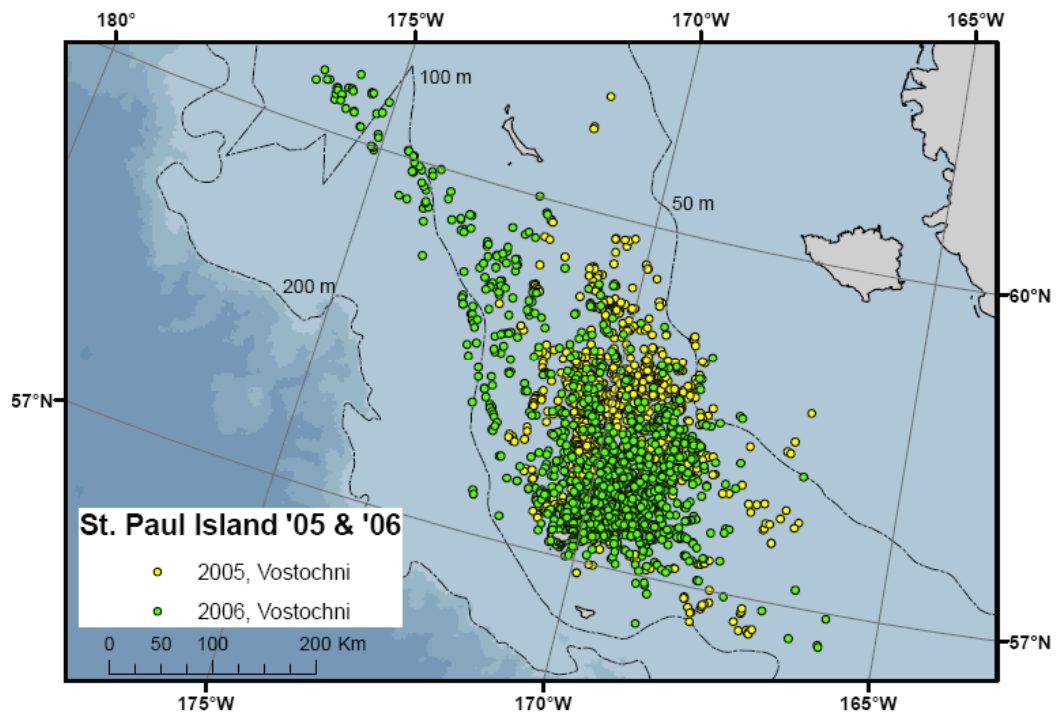 180° 175°W 170°W 165°W
100 m
50 m
200 m
60°N
57°N
St. Paul Island '05 & '06
2005, Vostochni
2006, Vostochni
0 50 100 200 Km
57°N
175°W 170°W 165°W